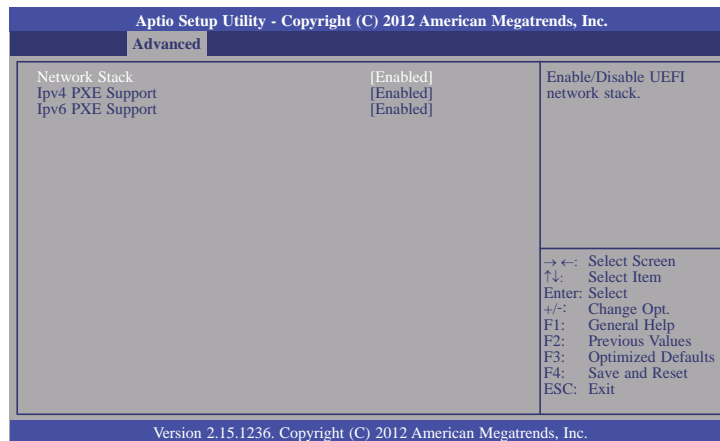 Aptio Setup Utility - Copyright (C) 2012 American Megatrends, Inc.
Advanced
Network Stack [Enabled]
Ipv4 PXE Support [Enabled]
Ipv6 PXE Support [Enabled]
Enable/Disable UEFI
network stack.
→ ←: Select Screen
↑↓: Select Item
Enter: Select
+/-: Change Opt.
F1: General Help
F2: Previous Values
F3: Optimized Defaults
F4: Save and Reset
ESC: Exit
Version 2.15.1236. Copyright (C) 2012 American Megatrends, Inc.